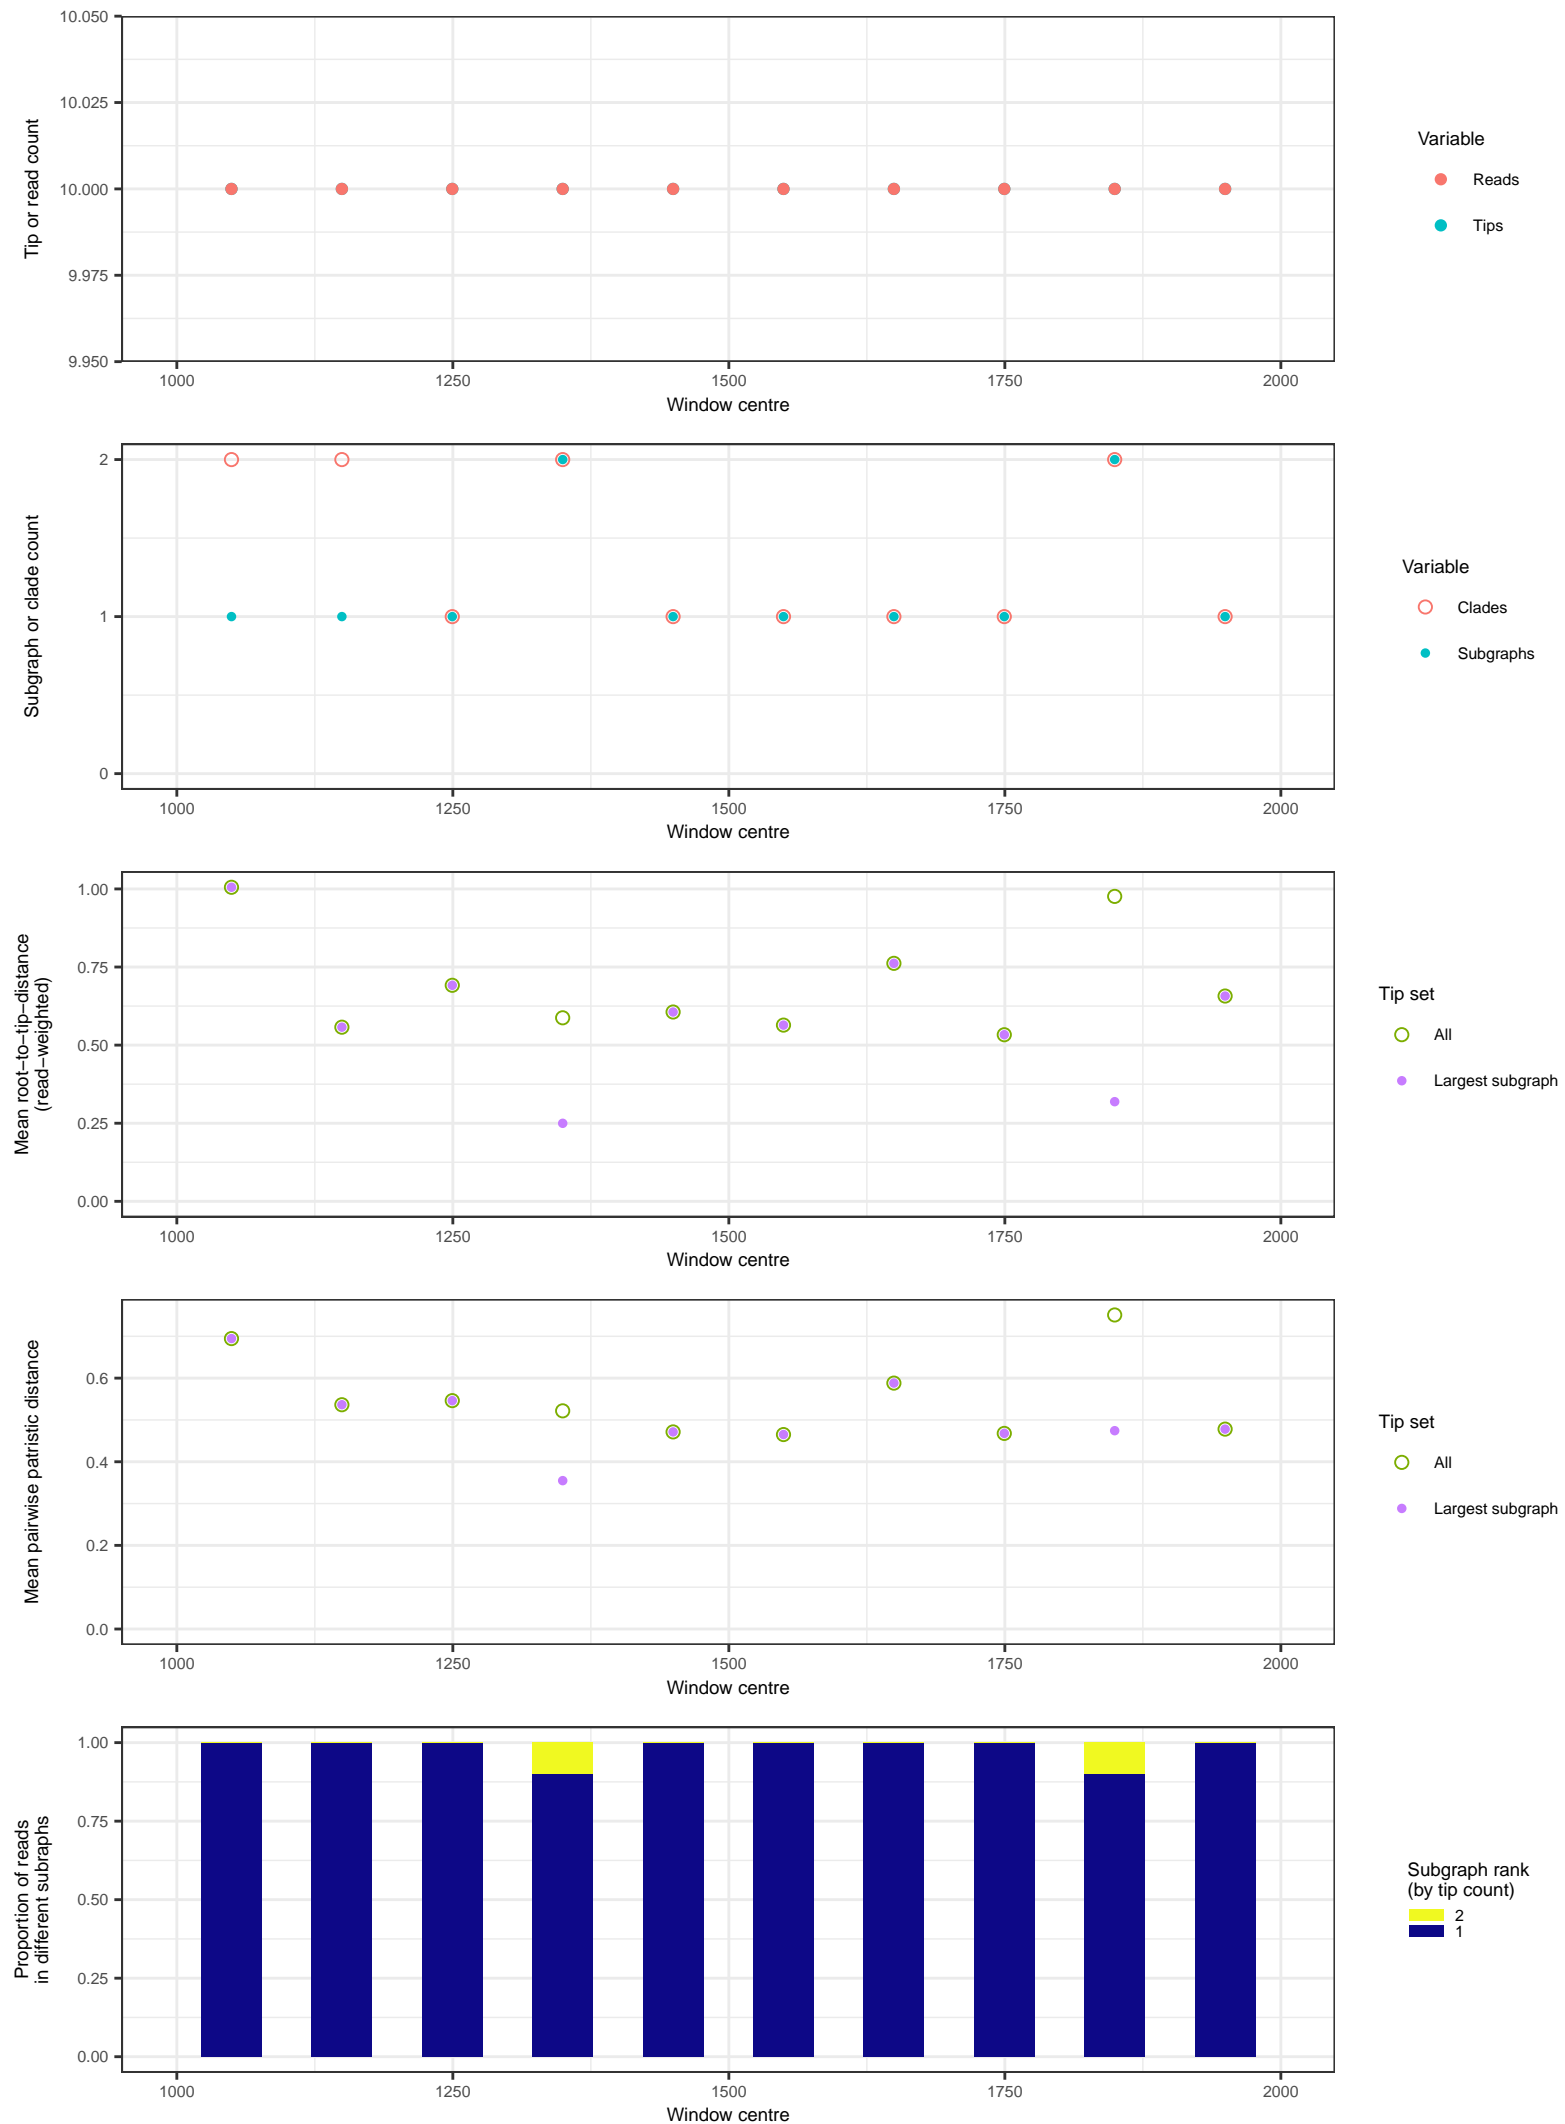 10.050
10.025
10.000
9.975
9.950
Tip or read count
1000 1250 1500 1750 2000
Window centre
Variable
Reads
Tips
2
1
0
Subgraph or clade count
1000 1250 1500 1750 2000
Window centre
Variable
Clades
Subgraphs
1.00
0.75
0.50
0.25
0.00
Mean root−to−tip−distance
(read−weighted)
1000 1250 1500 1750 2000
Window centre
Tip set
All
Largest subgraph
0.6
0.4
0.2
0.0
Mean pairwise patristic distance
1000 1250 1500 1750 2000
Window centre
Tip set
All
Largest subgraph
1.00
0.75
0.50
0.25
0.00
Proportion of reads
in different subraphs
1000 1250 1500 1750 2000
Window centre
Subgraph rank
(by tip count)
2
1